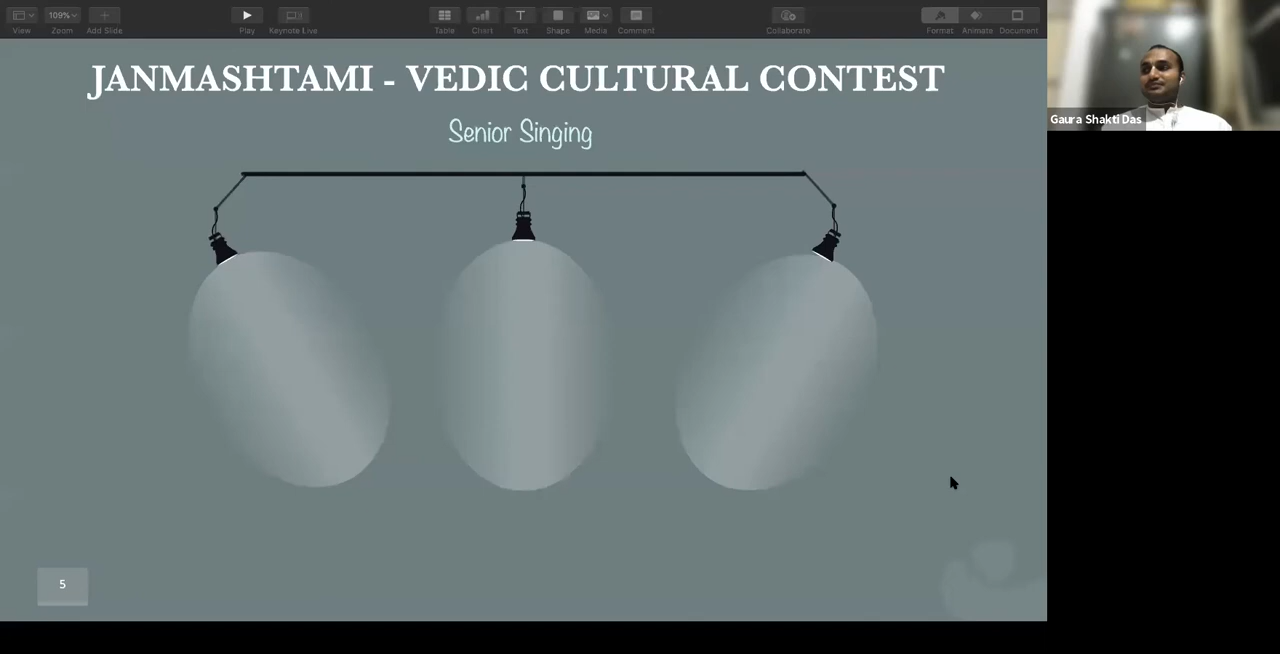 109%
View
Zoom
Add Slide
Play
Keynote Live
Table
Chart
Text
Shape
Media
Comment
Collaborate
Format
Animate
Document
JANMASHTAMI - VEDIC CULTURAL CONTEST
Senior Singing
Gaura Shakti Das
5